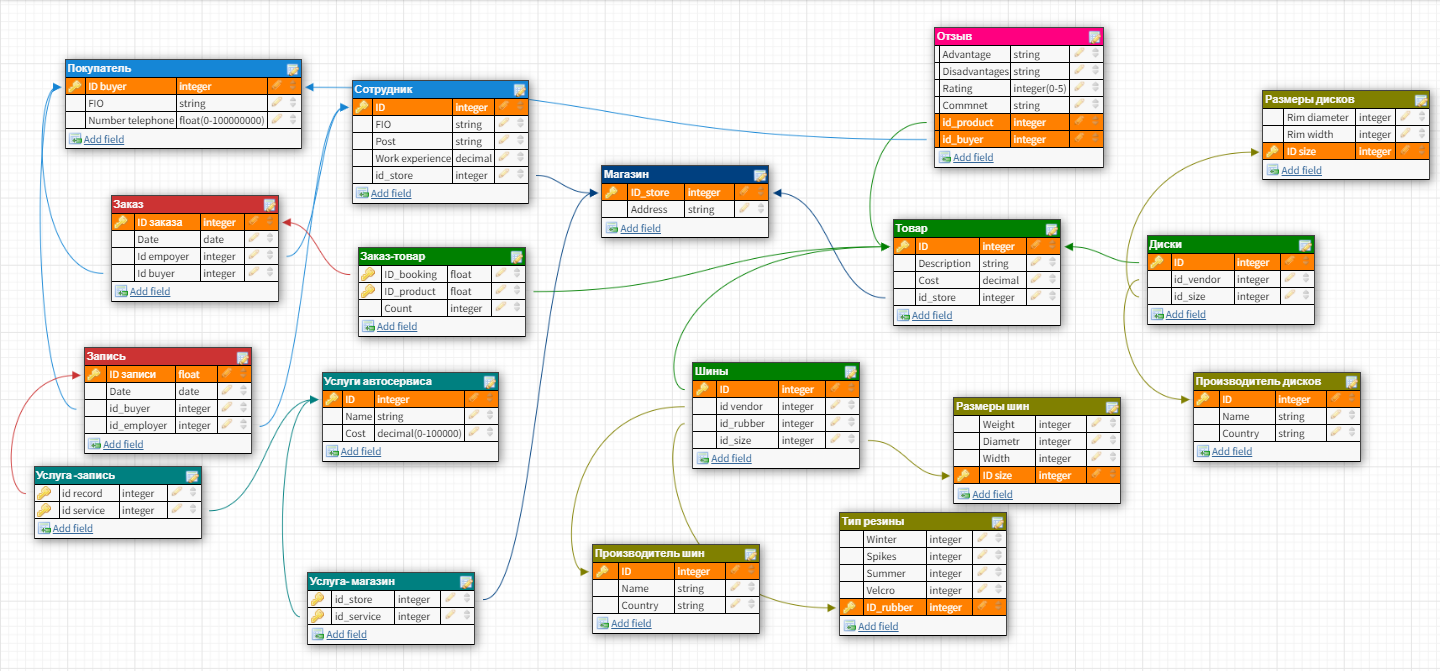 Покупатель
ID buyer integer
FIO string
Number telephone float(0-100000000)
Add field
Сотрудник
ID integer
FIO string
Post string
Work experience decimal
id_store integer
Add field
Отзыв
Advantage string
Disadvantages string
Rating integer(0-5)
Commnet string
Id_product integer
id_buyer integer
Add field
Размеры дисков
Rim diameter integer
Rim width integer
ID size integer
Add field
Магазин
ID_store integer
Address string
Add field
Заказ
ID заказа integer
Date date
Id empoyer integer
Id buyer integer
Add field
Заказ-товар
ID_booking float
ID_product float
Count integer
Add field
Товар
ID integer
Description string
Cost decimal
id_store integer
Add field
Диски
ID integer
id_vendor integer
id_size integer
Add field
Запись
ID записи float
Date date
id_buyer integer
id_employer integer
Add field
Услуги автосервиса
ID integer
Name string
Cost decimal(0-100000)
Add field
Шины
ID integer
id vendor integer
id_rubber integer
id_size integer
Add field
Производитель дисков
ID integer
Name string
Country string
Add field
Размеры шин
Weight integer
Diametr integer
Width integer
ID size integer
Add field
Услуга -запись
id record integer
id service integer
Add field
Тип резины
Winter integer
Spikes integer
Summer integer
Velcro integer
ID_rubber integer
Add field
Производитель шин
ID integer
Name string
Country string
Add field
Услуга- магазин
id_store integer
id_service integer
Add field